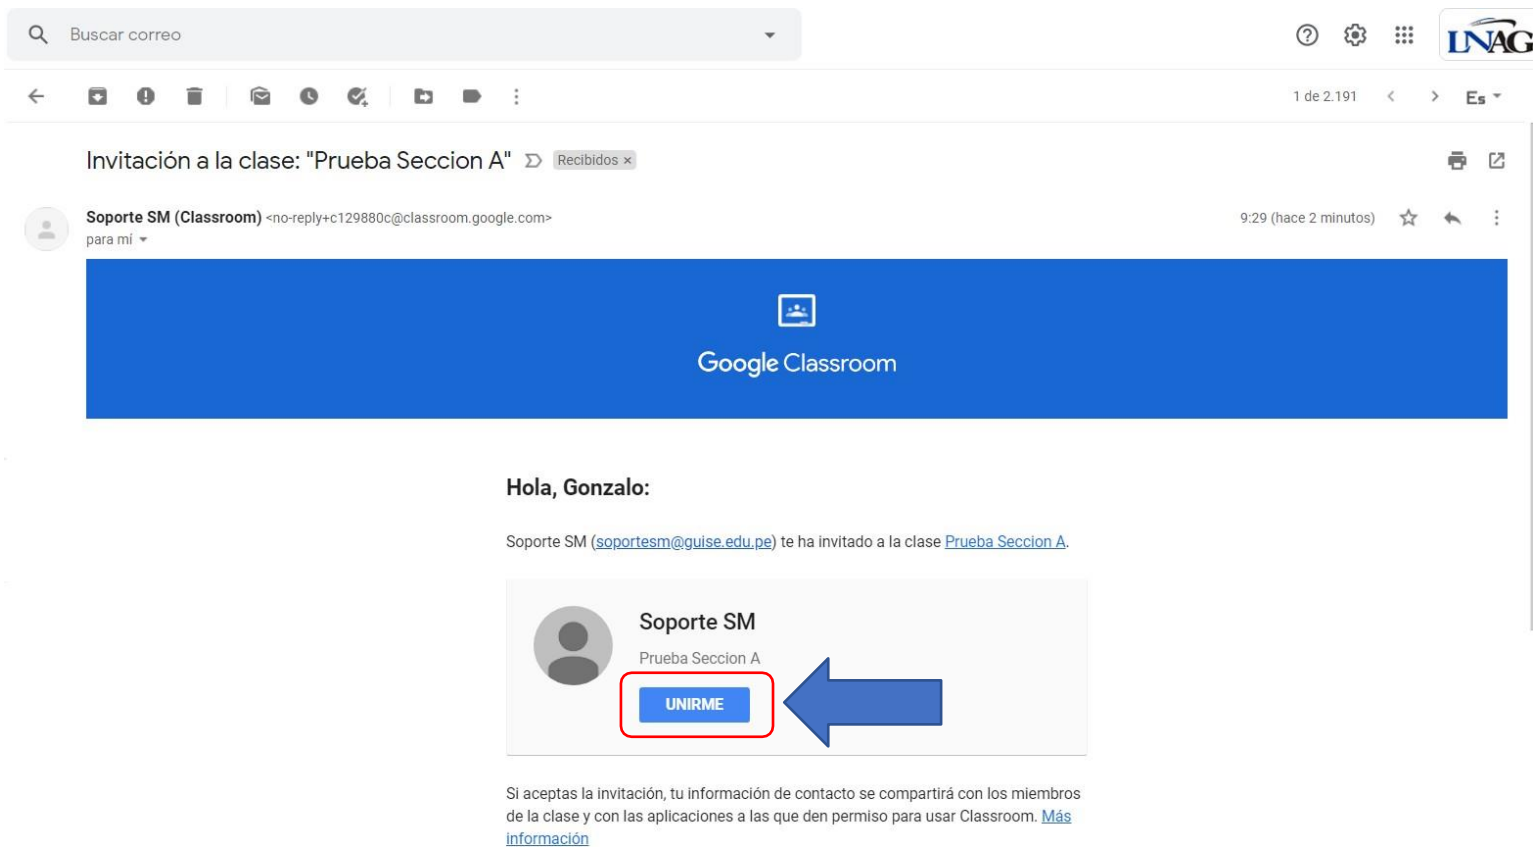 Buscar correo
LNAG
1 de 2.191
Es
Invitación a la clase: "Prueba Seccion A"
Recibidos ×
Soporte SM (Classroom) <no-reply+c129880c@classroom.google.com>
9:29 (hace 2 minutos)
para mí
Google Classroom
Hola, Gonzalo:
Soporte SM (soportesm@guise.edu.pe) te ha invitado a la clase Prueba Seccion A.
Soporte SM
Prueba Seccion A
UNIRME
Si aceptas la invitación, tu información de contacto se compartirá con los miembros
de la clase y con las aplicaciones a las que den permiso para usar Classroom. Más
información